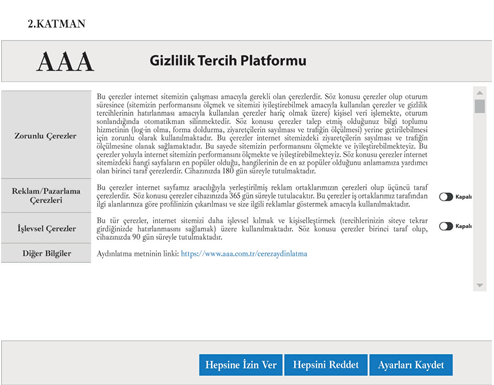 2.KATMAN
AAA
Gizlilik Tercih Platformu
Zorunlu Çerezler
Bu çerezler internet sitemizin çalışması amacıyla gerekli olan çerezlerdir. Söz konusu çerezler olup oturum
süresince (sitemizin performansını ölçmek ve sitemizi iyileştirebilmek amacıyla kullanılan çerezler ve gizlilik
tercihlerinin hatırlanması amacıyla kullanılan çerezler hariç olmak üzere) kişisel veri işlemekte, oturum
sonlandığında otomatikman silinmektedir. Söz konusu çerezler talep etmiş olduğunuz bilgi toplumu
hizmetinin (log-in olma, forma doldurma, ziyaretçilerin sayılması ve trafiğin ölçülmesi) yerine getirilebilmesi
için zorunlu olarak kullanılmaktadır. Bu çerezler internet sitemizdeki ziyaretçilerin sayılması ve trafiğin
ölçülmesine olanak sağlamaktadır. Bu sayede sitemizin performansını ölçmekte ve iyileştirebilmekteyiz. Bu
çerezler yoluyla internet sitemizin performansını ölçmekte ve iyileştirebilmekteyiz. Söz konusu çerezler internet
sitemizdeki hangi sayfaların en popüler olduğu, hangilerinin de en az popüler olduğunu anlamamıza yardımcı
olan birinci taraf çerezlerdir. Cihazınızda 180 gün süreyle tutulmaktadır.
Reklam/Pazarlama
Çerezleri
Bu çerezler internet sayfamız aracılığıyla yerleştirilmiş reklam ortaklarımızın çerezleri olup üçüncü taraf
çerezlerdir. Söz konusu çerezler cihazınızda 365 gün süreyle tutulacaktır. Bu çerezler iş ortaklarımız tarafından
ilgi alanlarınıza göre profilinizin çıkarılması ve size ilgili reklamlar göstermek amacıyla kullanılmaktadır.
Kapalı
İşlevsel Çerezler
Bu tür çerezler, internet sitemizi daha işlevsel kılmak ve kişiselleştirmek (tercihlerinizin siteye tekrar
girdiğinizde hatırlanmasını sağlamak) üzere kullanılmaktadır. Söz konusu çerezler birinci taraf olup,
cihazınızda 90 gün süreyle tutulmaktadır.
Kapalı
Diğer Bilgiler
Aydınlatma metninin linki: https://www.aaa.com.tr/cerezaydinlatma
Hepsine İzin Ver
Hepsini Reddet
Ayarları Kaydet